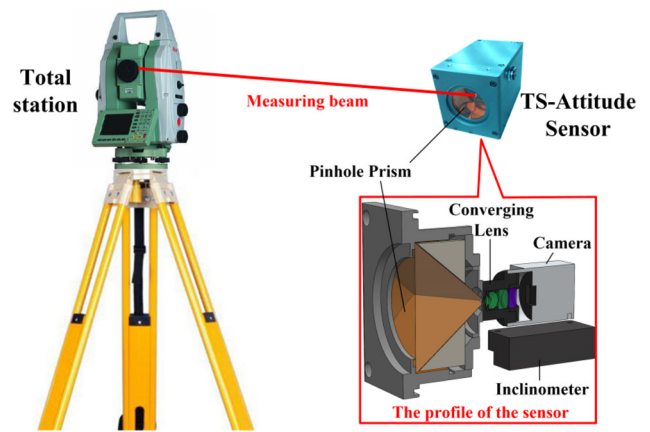 Total
station
Measuring beam
TS-Attitude
Sensor
Pinhole Prism
Converging
Lens
Camera
Inclinometer
The profile of the sensor